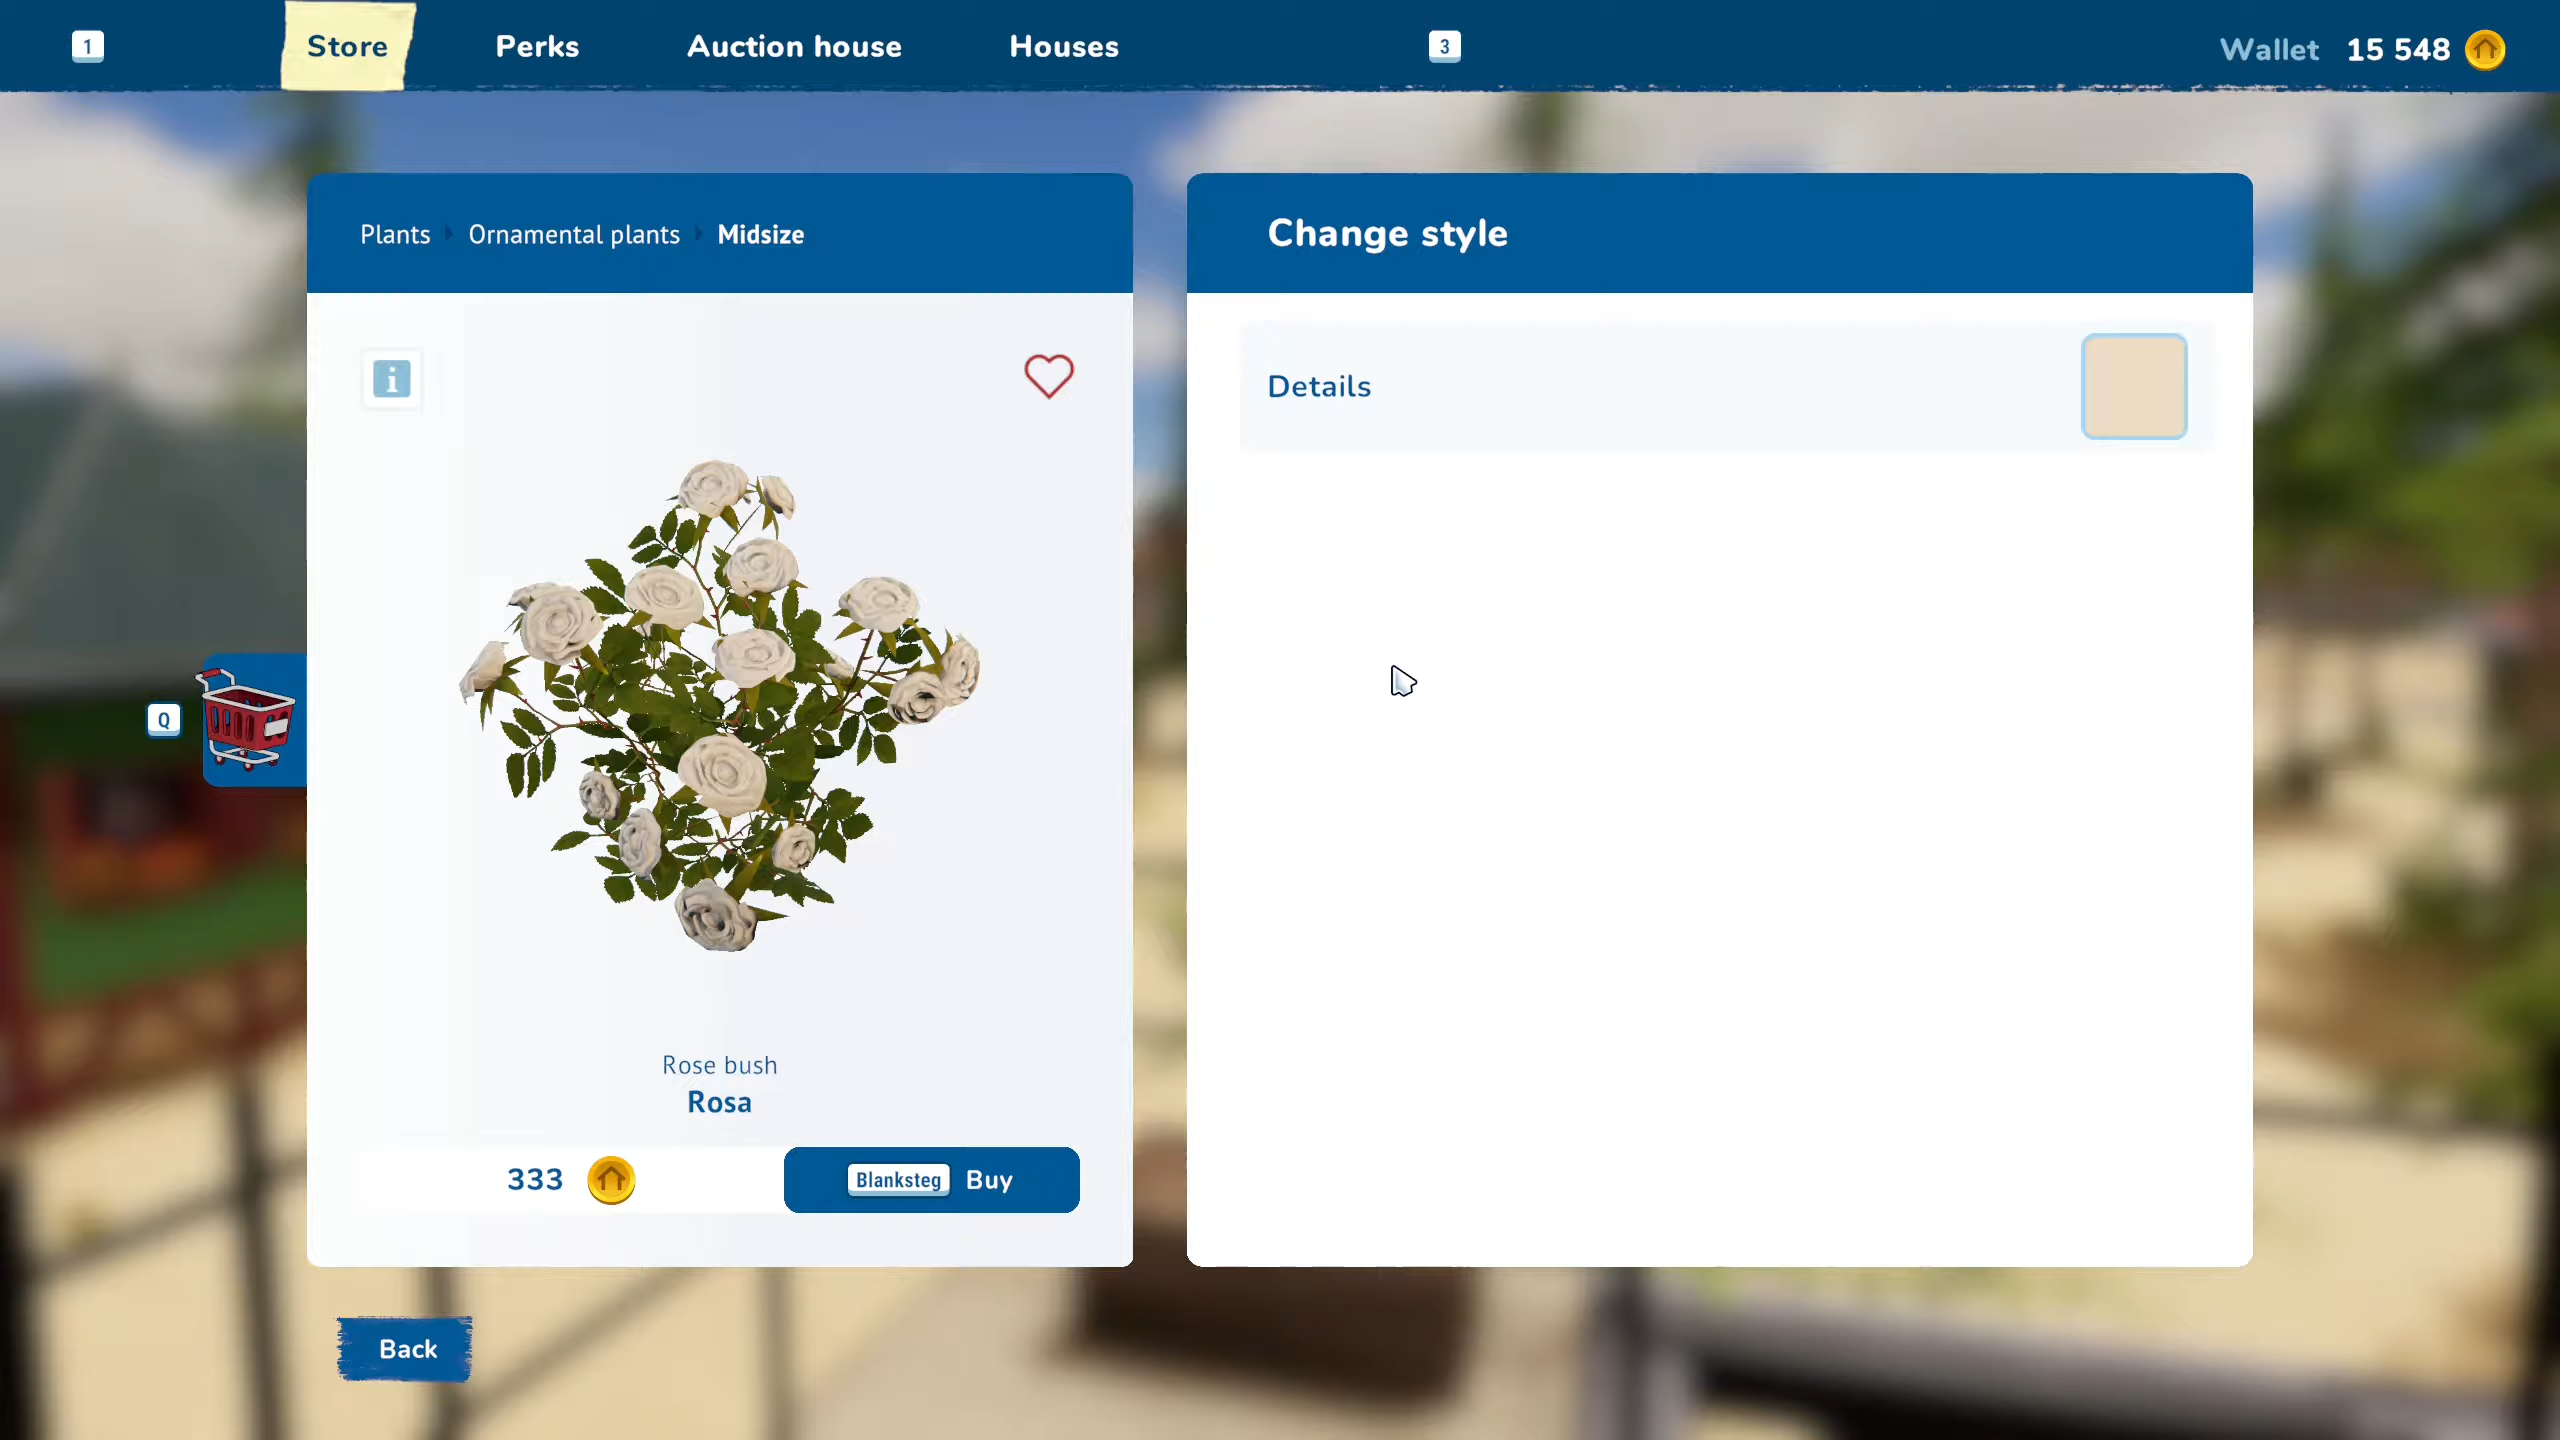 1
Store
Perks
Auction house
Houses
3
Wallet 15 548
Plants Ornamental plants Midsize
Change style
i
Details
Q
Rose bush
Rosa
333
Blanksteg Buy
Back